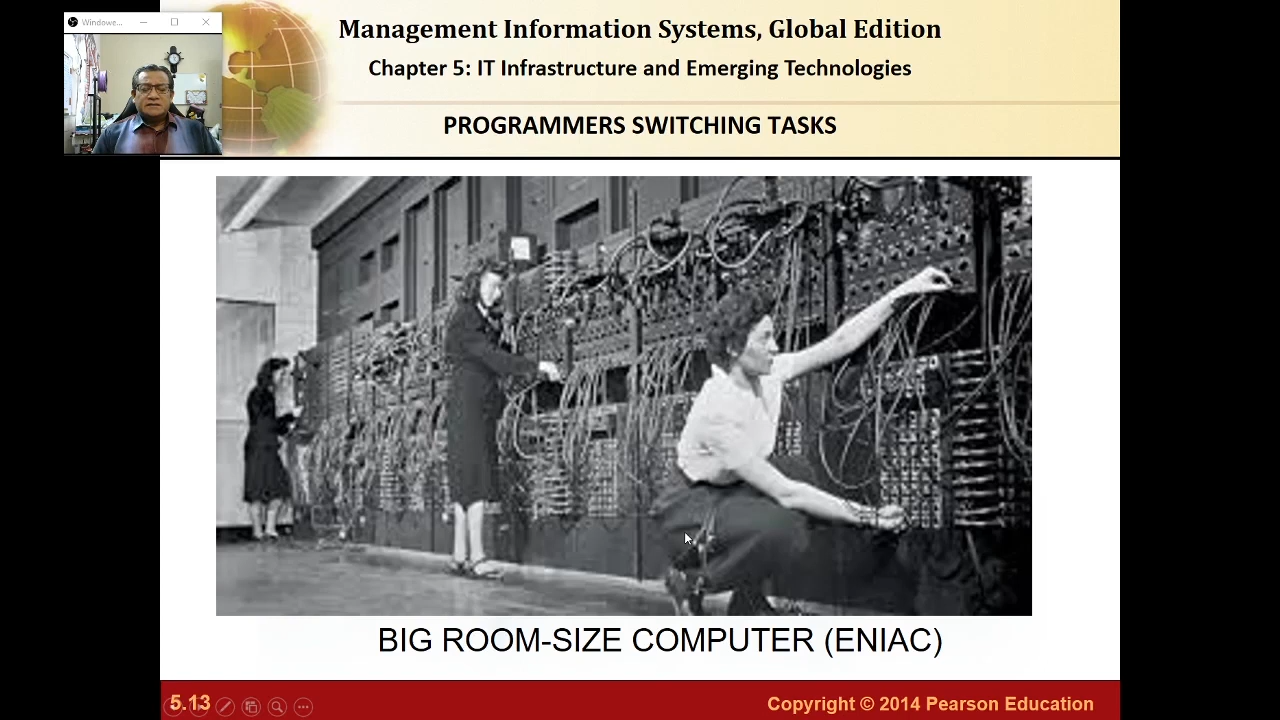 Windowe...
Management Information Systems, Global Edition
Chapter 5: IT Infrastructure and Emerging Technologies
PROGRAMMERS SWITCHING TASKS
BIG ROOM-SIZE COMPUTER (ENIAC)
5.13
Copyright © 2014 Pearson Education